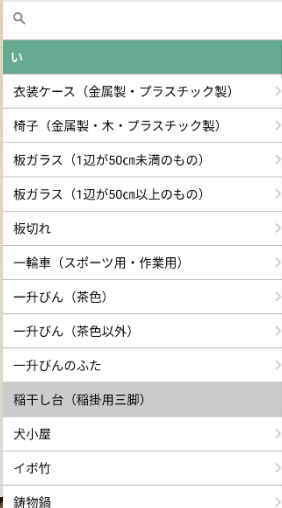 い
衣装ケース（金属製・プラスチック製）
椅子（金属製・木・プラスチック製）
板ガラス（1辺が50㎝未満のもの）
板ガラス（1辺が50㎝以上のもの）
板切れ
一輪車（スポーツ用・作業用）
一升びん（茶色）
一升びん（茶色以外）
一升びんのふた
稲干し台（稲掛用三脚）
犬小屋
イボ竹
鋳物鍋